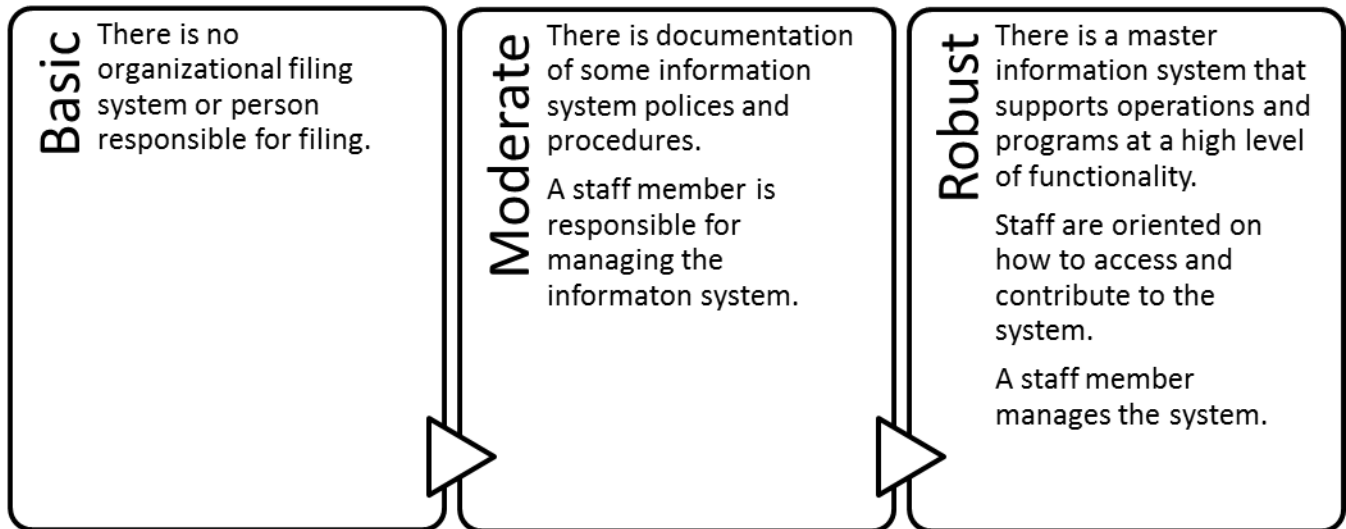 Basic
There is no
organizational filing
system or person
responsible for filing.
Moderate
There is documentation
of some information
system polices and
procedures.
A staff member is
responsible for
managing the
informaton system.
Robust
There is a master
information system that
supports operations and
programs at a high level
of functionality.
Staff are oriented on
how to access and
contribute to the
system.
A staff member
manages the system.